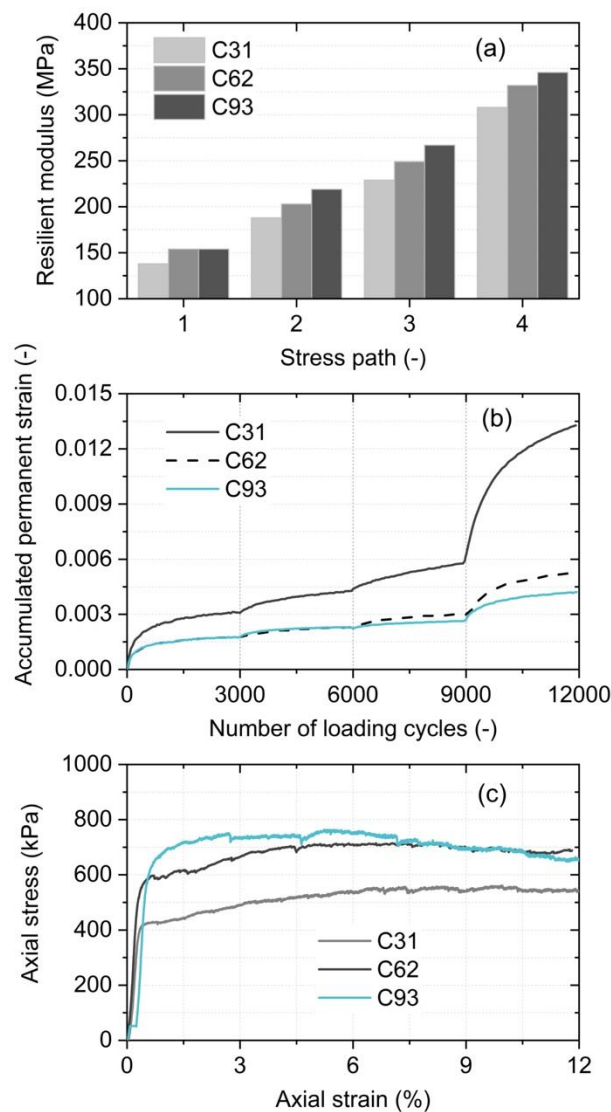 400
350
300
250
200
150
100
Resilient modulus (MPa)
C31
C62
C93
(a)
1 2 3 4
Stress path (-)
0.015
0.012
0.009
0.006
0.003
0.000
Accumulated permanent strain (-)
C31
C62
C93
(b)
0 3000 6000 9000 12000
Number of loading cycles (-)
1000
800
600
400
200
0
Axial stress (kPa)
(c)
C31
C62
C93
0 3 6 9 12
Axial strain (%)